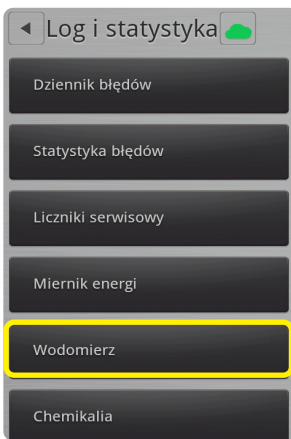 Log i statystyka
Dziennik błędów
Statystyka błędów
Liczniki serwisowy
Miernik energi
Wodomierz
Chemikalia